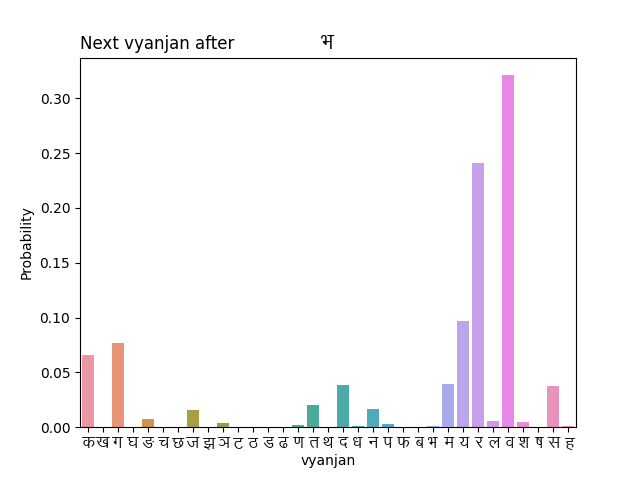 Next vyanjan after भ
0.30
0.25
0.20
0.15
0.10
0.05
0.00
Probability
क ख ग घ ङ च छ ज झ ञ ट ठ ड ढ ण त थ द ध न प फ ब भ म य र ल व श ष स ह
vyanjan